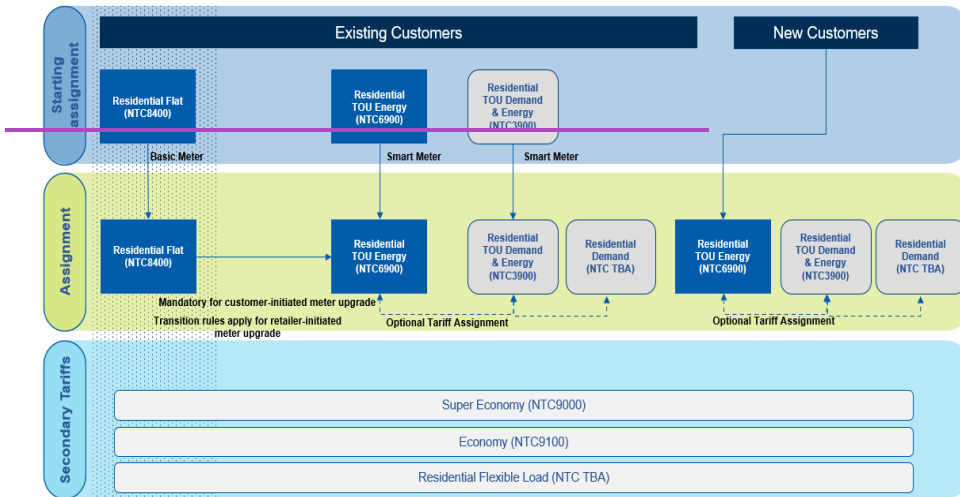 Starting
assignment
Existing Customers
New Customers
Residential Flat
(NTC8400)
Residential
TOU Energy
(NTC6900)
Residential
TOU Demand
& Energy
(NTC3900)
Basic Meter
Smart Meter
Smart Meter
Assignment
Residential Flat
(NTC8400)
Residential
TOU Energy
(NTC6900)
Residential
TOU Demand
& Energy
(NTC3900)
Residential
Demand
(NTC TBA)
Residential
TOU Energy
(NTC6900)
Residential
TOU Demand
& Energy
(NTC3900)
Residential
Demand
(NTC TBA)
Mandatory for customer-initiated meter upgrade
Transition rules apply for retailer-initiated
meter upgrade
Optional Tariff Assignment
Optional Tariff Assignment
Secondary Tariffs
Super Economy (NTC9000)
Economy (NTC9100)
Residential Flexible Load (NTC TBA)